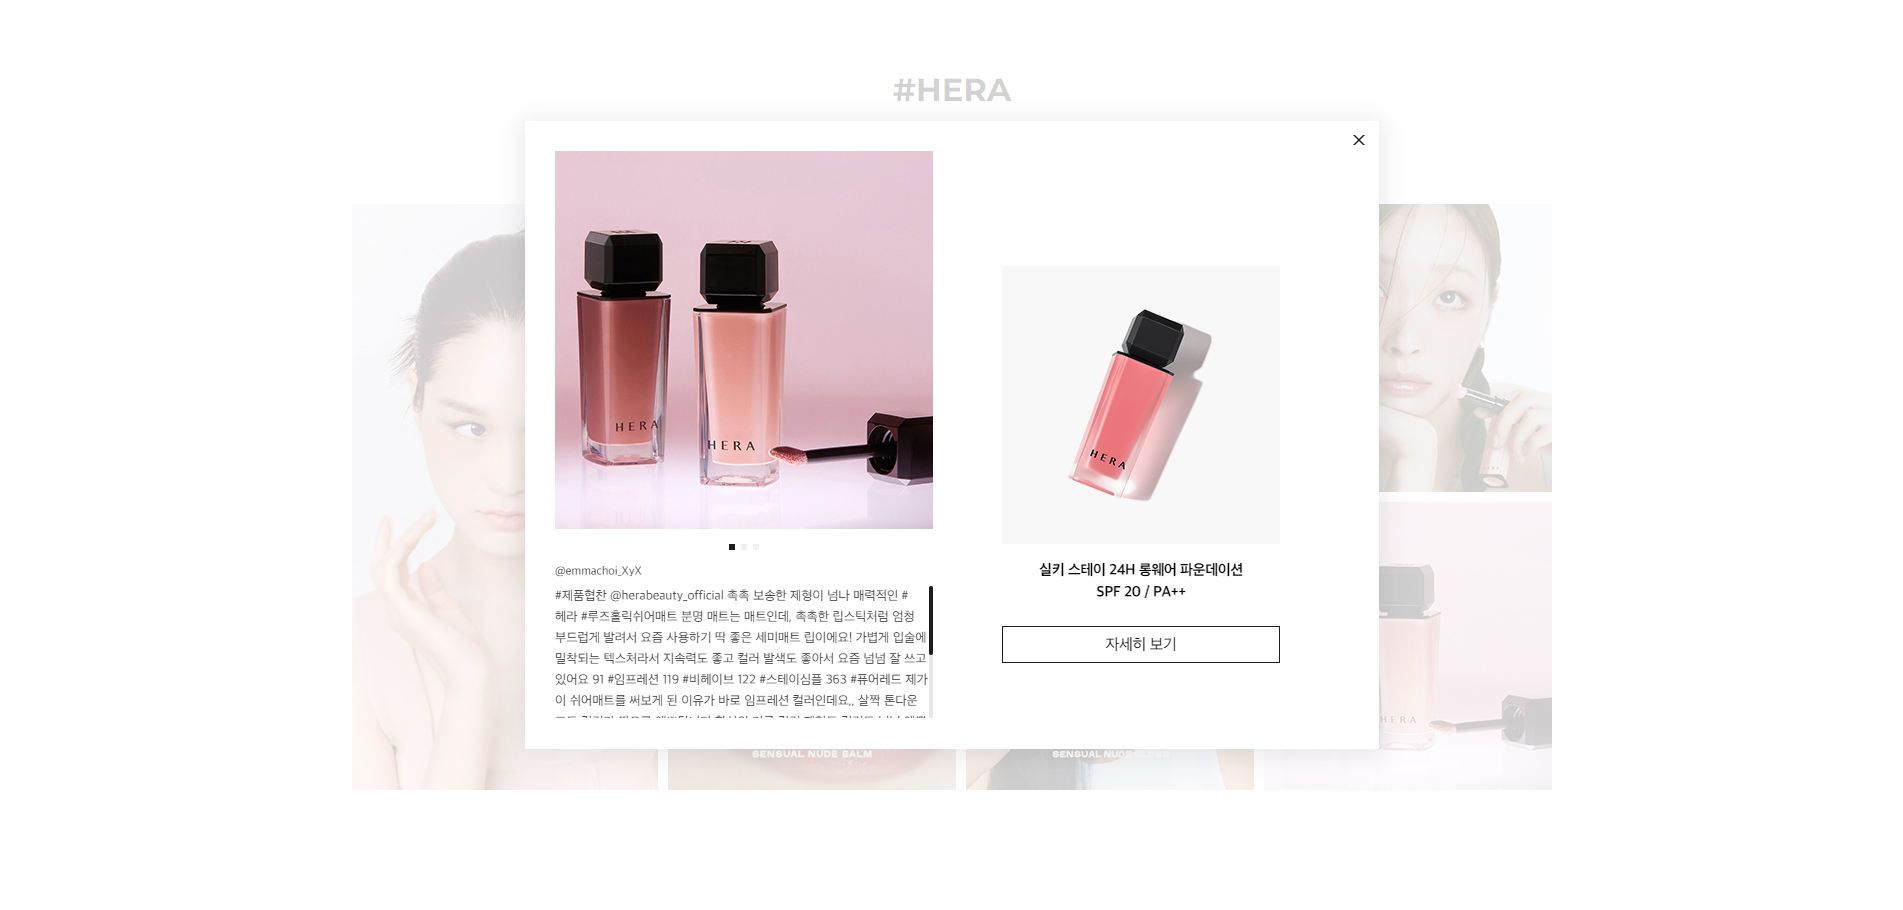 #HERA
HERA
HERA
HERA
@emmachoi_XyX
#제품협찬 @herabeauty_official 촉촉 보송한 제형이 넘나 매력적인 #
헤라 #루즈홀릭쉬어매트 분명 매트는 매트인데, 촉촉한 립스틱처럼 엄청
부드럽게 발려서 요즘 사용하기 딱 좋은 세미매트 립이에요! 가볍게 입술에
밀착되는 텍스처라서 지속력도 좋고 컬러 발색도 좋아서 요즘 넘넘 잘 쓰고
있어요 91 #임프레션 119 #비헤이브 122 #스테이심플 363 #퓨어레드 제가
이 쉬어매트를 써보게 된 이유가 바로 임프레션 컬러인데요,, 살짝 톤다운
실키 스테이 24H 롱웨어 파운데이션
SPF 20 / PA++
자세히 보기
HERA
SENSUAL NUDE BALM
SENSUAL NUDE